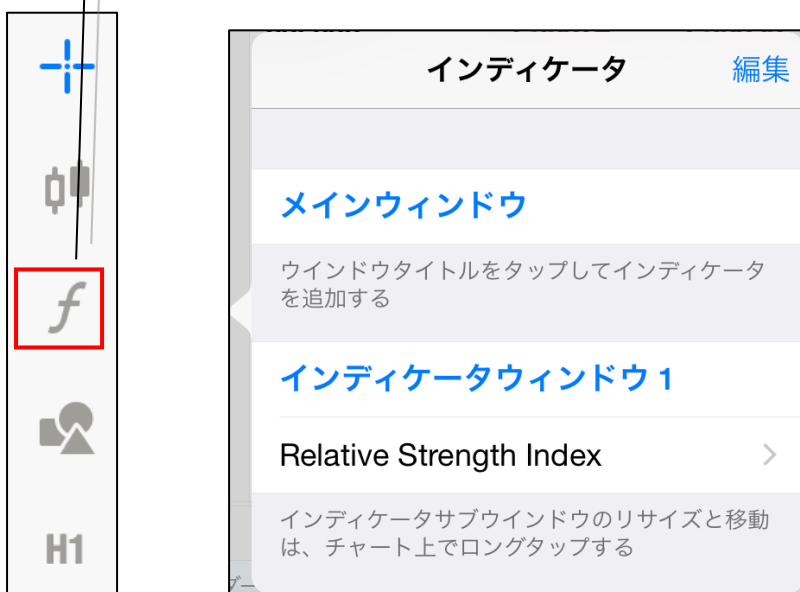 f
H1
インディケータ 編集
メインウィンドウ
ウインドウタイトルをタップしてインディケータ
を追加する
インディケータウィンドウ 1
Relative Strength Index
インディケータサブウインドウのリサイズと移動
は、チャート上でロングタップする